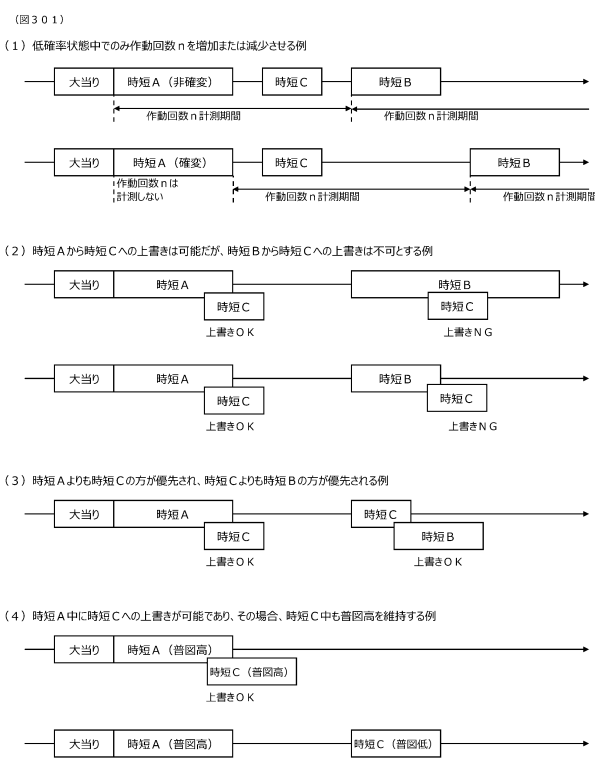 （図３０１）
（１）低確率状態中でのみ作動回数ｎを増加または減少させる例
大当り 時短Ａ（非確変） 時短Ｃ 時短Ｂ
作動回数ｎ計測期間 作動回数ｎ計測期間
大当り 時短Ａ（確変） 時短Ｃ 時短Ｂ
作動回数ｎは
計測しない 作動回数ｎ計測期間 作動回数ｎ計測期間
（２）時短Ａから時短Ｃへの上書きは可能だが、時短Ｂから時短Ｃへの上書きは不可とする例
大当り 時短Ａ 時短Ｂ
時短Ｃ 時短Ｃ
上書きＯＫ 上書きＮＧ
大当り 時短Ａ 時短Ｂ
時短Ｃ 時短Ｃ
上書きＯＫ 上書きＮＧ
（３）時短Ａよりも時短Ｃの方が優先され、時短Ｃよりも時短Ｂの方が優先される例
大当り 時短Ａ 時短Ｃ
時短Ｃ 時短Ｂ
上書きＯＫ 上書きＯＫ
（４）時短Ａ中に時短Ｃへの上書きが可能であり、その場合、時短Ｃ中も普図高を維持する例
大当り 時短Ａ（普図高）
時短Ｃ（普図高）
上書きＯＫ
大当り 時短Ａ（普図高） 時短Ｃ（普図低）